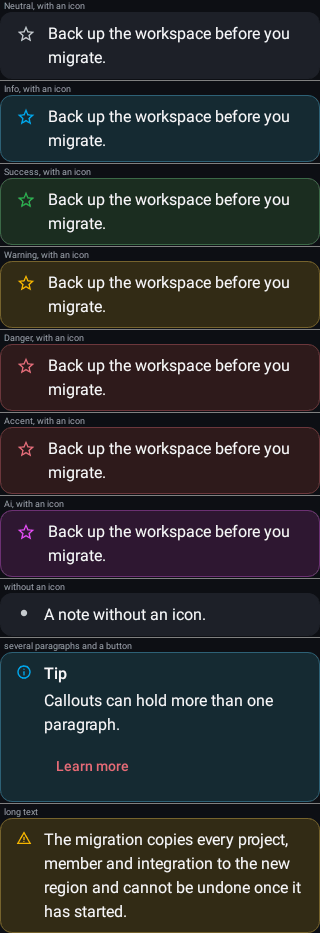 Neutral, with an icon
Back up the workspace before you
migrate.
Info, with an icon
Back up the workspace before you
migrate.
Success, with an icon
Back up the workspace before you
migrate.
Warning, with an icon
Back up the workspace before you
migrate.
Danger, with an icon
Back up the workspace before you
migrate.
Accent, with an icon
Back up the workspace before you
migrate.
Ai, with an icon
Back up the workspace before you
migrate.
without an icon
A note without an icon.
several paragraphs and a button
Tip
Callouts can hold more than one
paragraph.
Learn more
long text
The migration copies every project,
member and integration to the new
region and cannot be undone once it
has started.